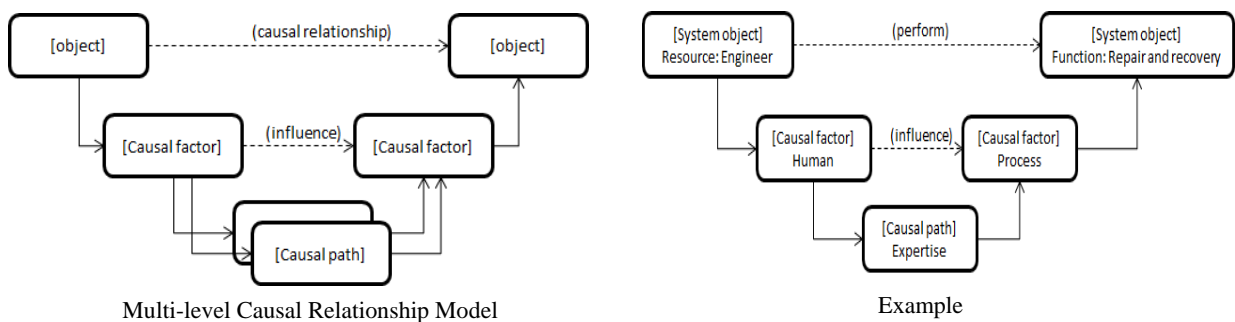 [object]
(causal relationship)
[object]
[Causal factor]
(influence)
[Causal factor]
[Causal path]
Multi-level Causal Relationship Model
[System object]
Resource: Engineer
(perform)
[System object]
Function: Repair and recovery
[Causal factor]
Human
(influence)
[Causal factor]
Process
[Causal path]
Expertise
Example